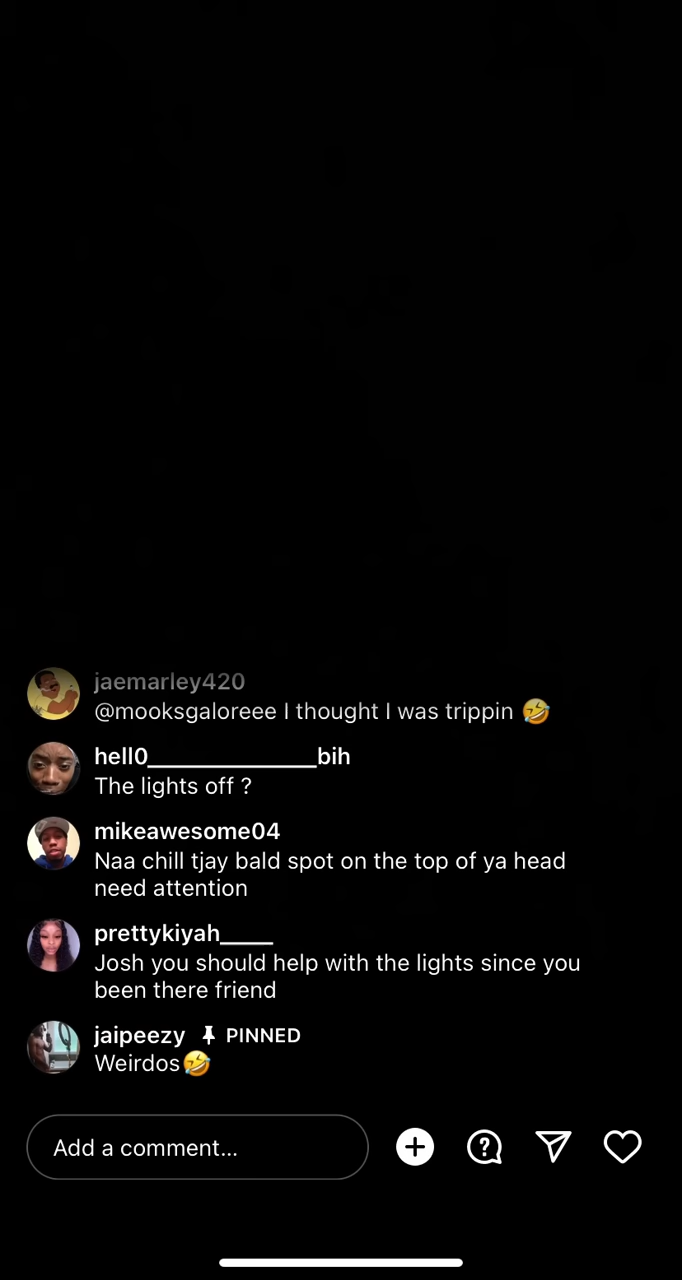 jaemarley420
@mooksgaloreee I thought I was trippin 🤣
hell0_______________bih
The lights off ?
mikeawesome04
Naa chill tjay bald spot on the top of ya head
need attention
prettykiyah____
Josh you should help with the lights since you
been there friend
jaipeezy 📌 PINNED
Weirdos🤣
Add a comment...